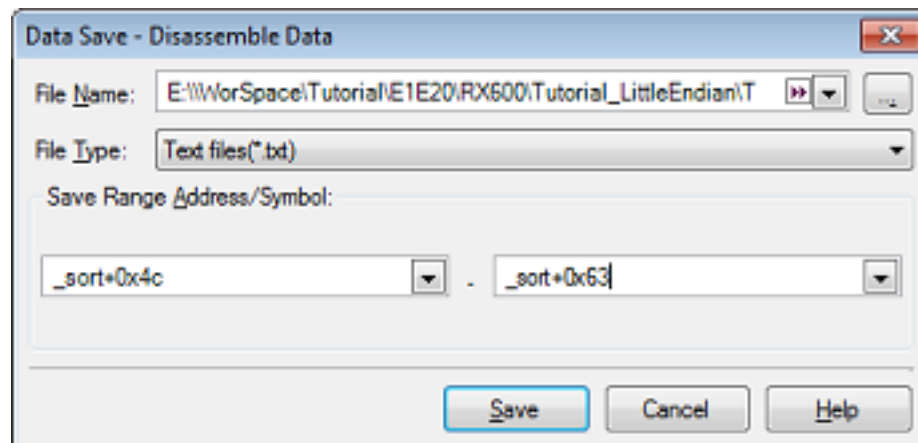 Data Save - Disassemble Data
File Name: E:\\WorSpace\Tutorial\E1E20\RX600\Tutorial_LittleEndian\T ...
File Type: Text files(*.txt)
Save Range Address/Symbol:
_sort+0x4c - _sort+0x63
Save Cancel Help